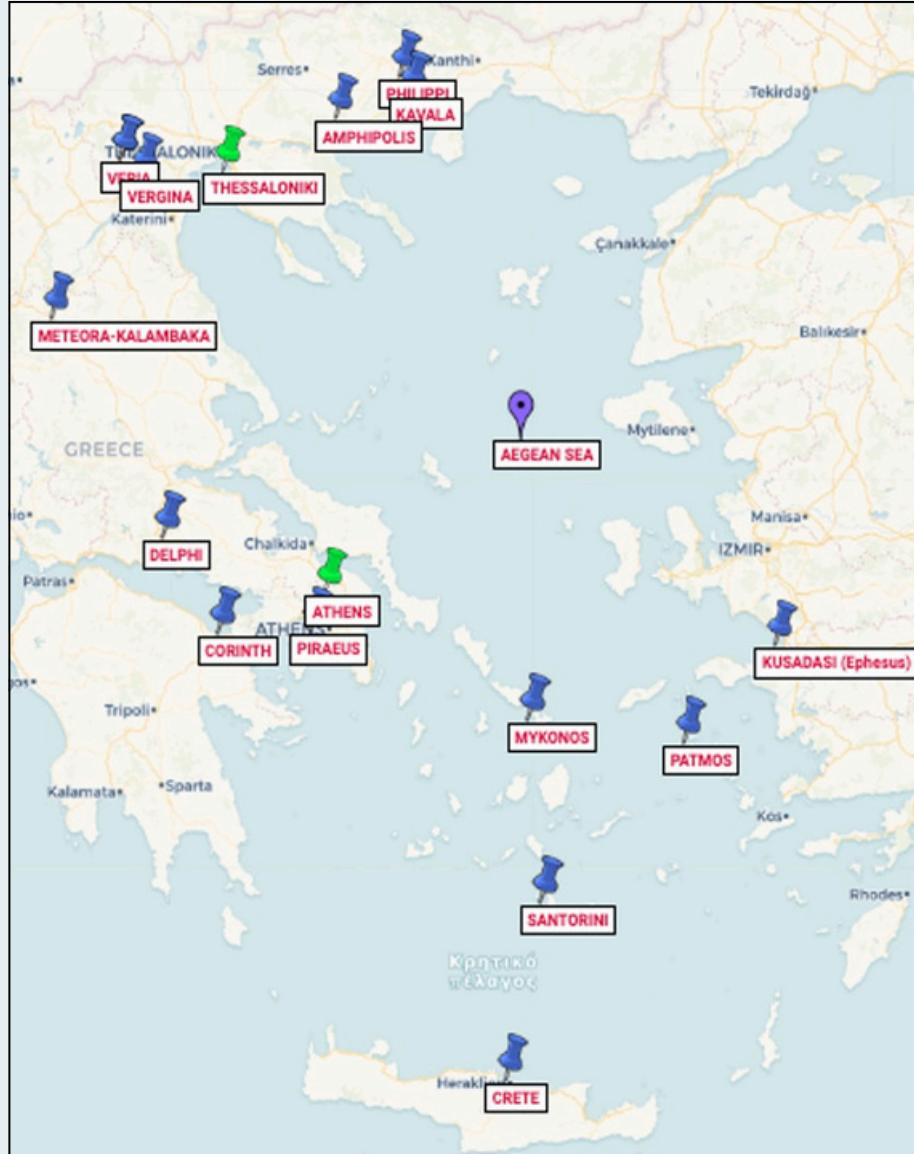 Xanthi
Serres
PHILIPPI
Tekirdağ
KAVALA
AMPHIPOLIS
VERIA
THESSALONIKI
VERGINA
THESSALONIKI
Katerini
Çanakkale
METEORA-KALAMBAKA
Balıkesir
Mytilene
AEGEAN SEA
GREECE
Manisa
Chalkida
IZMIR
DELPHI
Patras
ATHENS
ATHENS
CORINTH
PIRAEUS
KUSADASI (Ephesus)
Tripoli
MYKONOS
PATMOS
Sparta
Kalamata
Kos
Rhodes
SANTORINI
Κρητικό
πέλαγος
Heraklion
CRETE